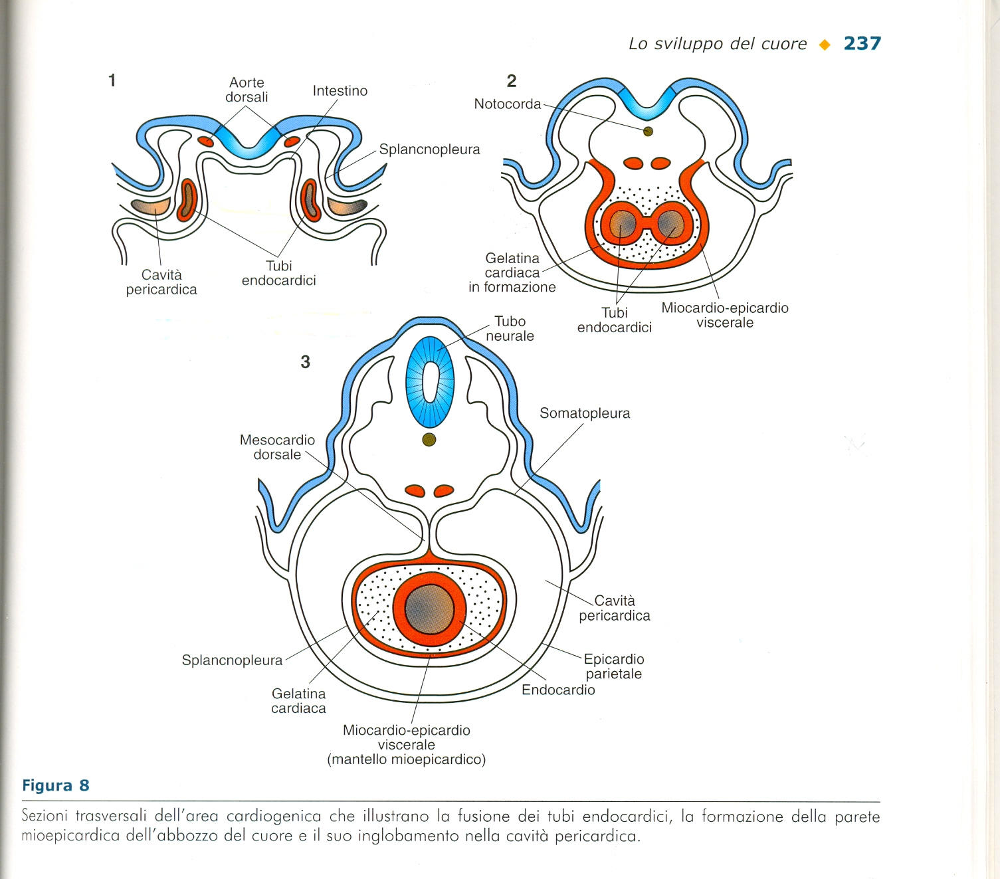 Lo sviluppo del cuore ◆ 237
1
Aorte
dorsali
Intestino
Splancnopleura
Cavità
pericardica
Tubi
endocardici
2
Notocorda
Gelatina
cardiaca
in formazione
Tubi
endocardici
Miocardio-epicardio
viscerale
3
Tubo
neurale
Somatopleura
Mesocardio
dorsale
Cavità
pericardica
Splancnopleura
Epicardio
parietale
Gelatina
cardiaca
Endocardio
Miocardio-epicardio
viscerale
(mantello mioepicardico)
Figura 8
Sezioni trasversali dell'area cardiogenica che illustrano la fusione dei tubi endocardici, la formazione della parete
mioepicardica dell'abbozzo del cuore e il suo inglobamento nella cavità pericardica.